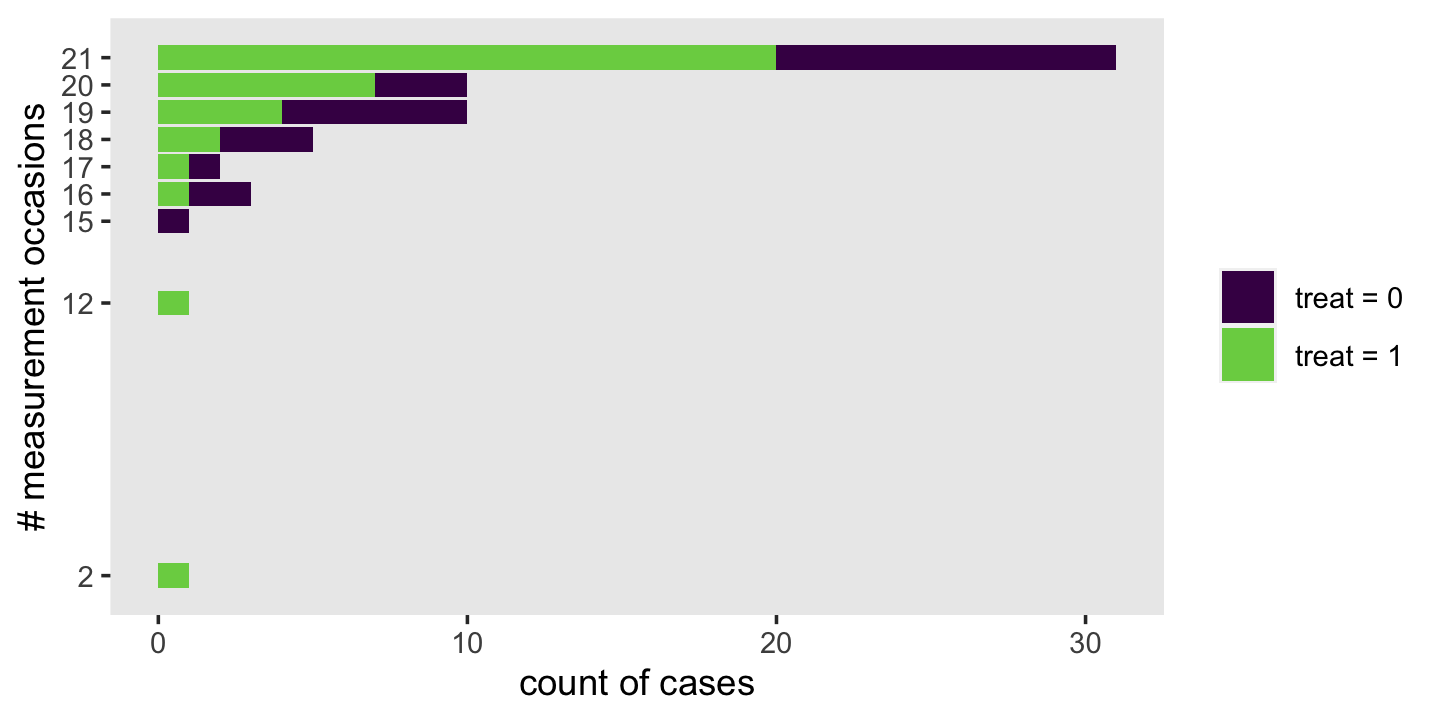 # measurement occasions
21
20
19
18
17
16
15
12
2
0 10 20 30
count of cases
treat = 0
treat = 1